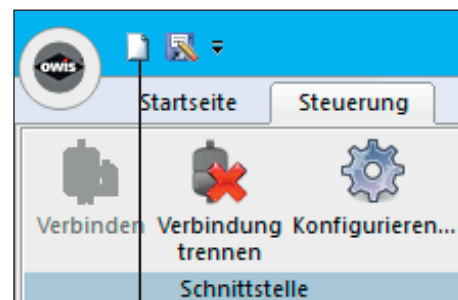 owis
Startseite Steuerung
Verbinden Verbindung trennen Konfigurieren...
Schnittstelle